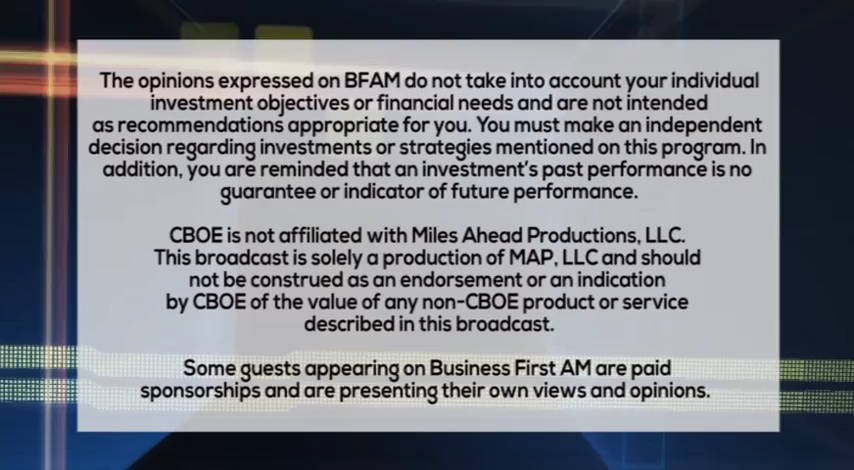 The opinions expressed on BFAM do not take into account your individual
investment objectives or financial needs and are not intended
as recommendations appropriate for you. You must make an independent
decision regarding investments or strategies mentioned on this program. In
addition, you are reminded that an investment's past performance is no
guarantee or indicator of future performance.
CBOE is not affiliated with Miles Ahead Productions, LLC.
This broadcast is solely a production of MAP, LLC and should
not be construed as an endorsement or an indication
by CBOE of the value of any non-CBOE product or service
described in this broadcast.
Some guests appearing on Business First AM are paid
sponsorships and are presenting their own views and opinions.